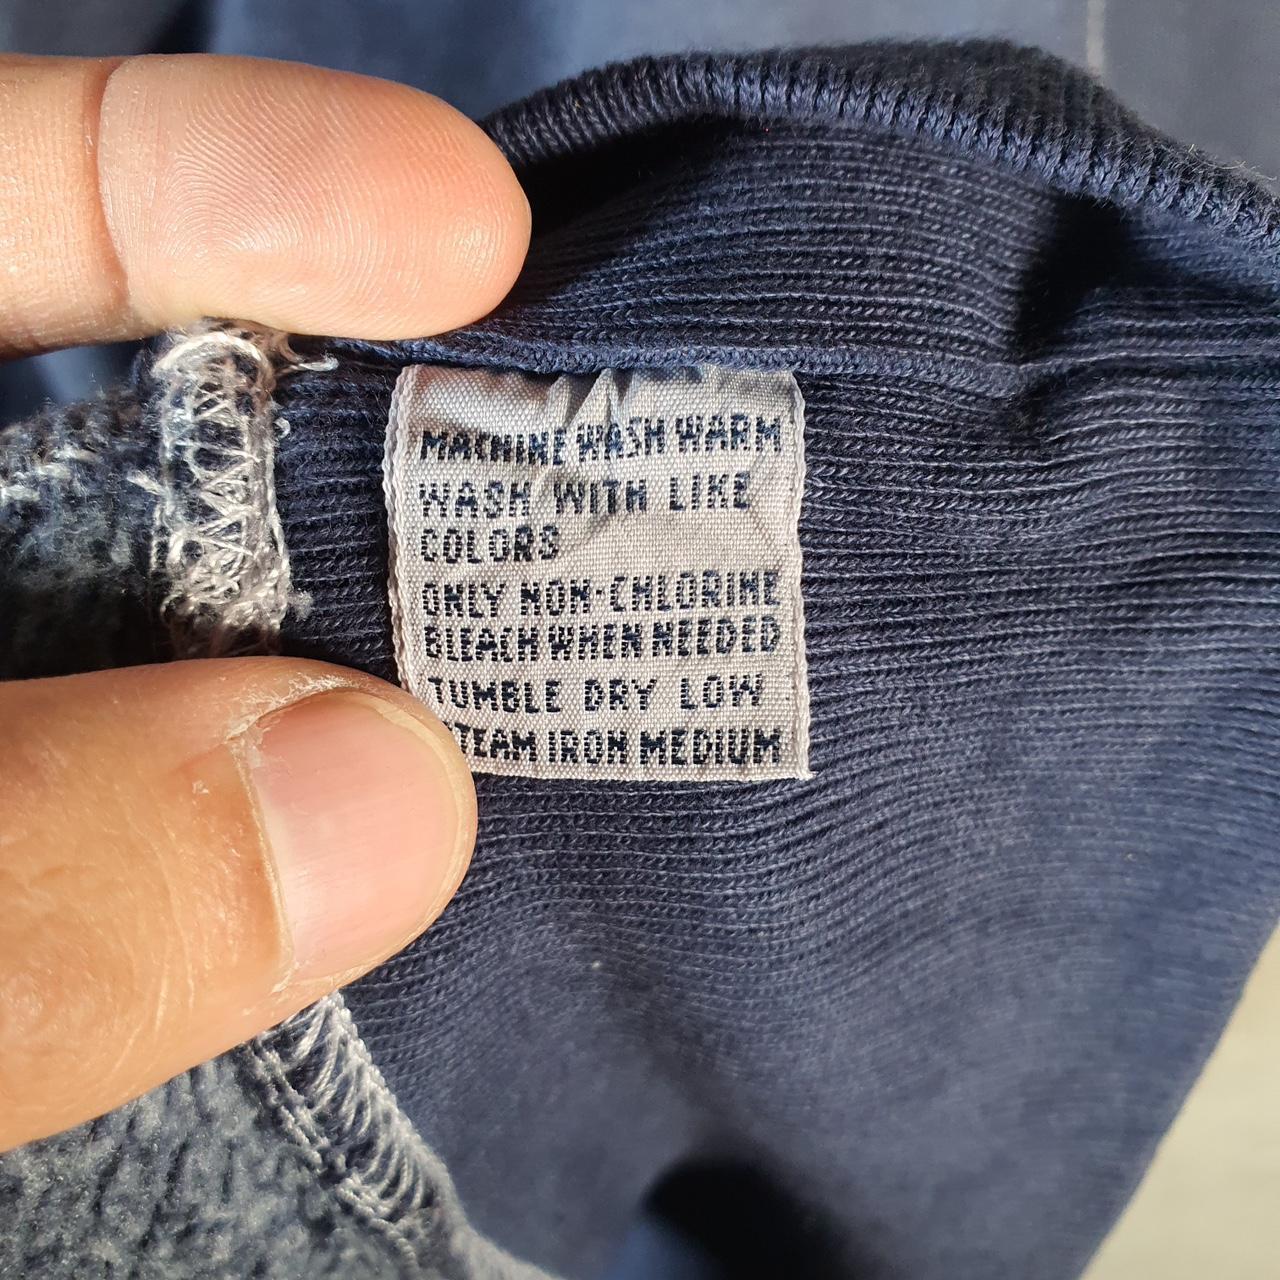 MACHINE WASH WARM
WASH WITH LIKE
COLORS
ONLY NON-CHLORINE
BLEACH WHEN NEEDED
TUMBLE DRY LOW
STEAM IRON MEDIUM